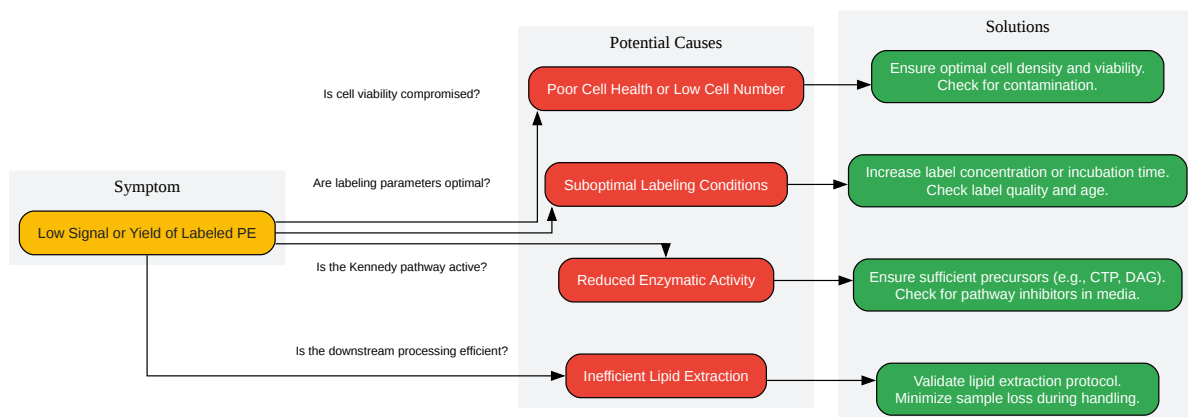 Symptom
Low Signal or Yield of Labeled PE
Is cell viability compromised?
Are labeling parameters optimal?
Is the Kennedy pathway active?
Is the downstream processing efficient?
Potential Causes
Poor Cell Health or Low Cell Number
Suboptimal Labeling Conditions
Reduced Enzymatic Activity
Inefficient Lipid Extraction
Solutions
Ensure optimal cell density and viability.
Check for contamination.
Increase label concentration or incubation time.
Check label quality and age.
Ensure sufficient precursors (e.g., CTP, DAG).
Check for pathway inhibitors in media.
Validate lipid extraction protocol.
Minimize sample loss during handling.